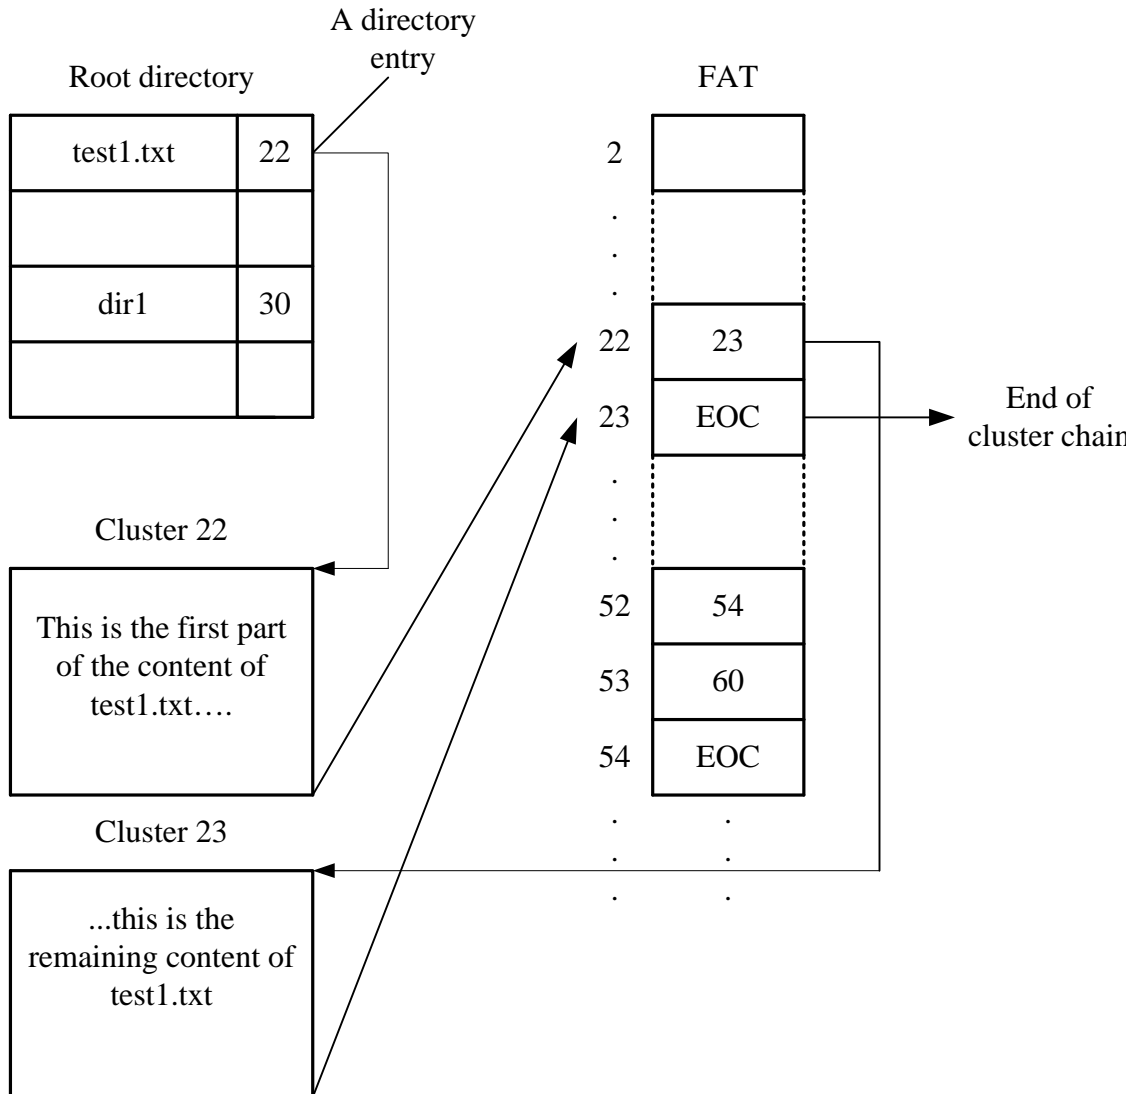 A directory
entry
Root directory
FAT
test1.txt 22
dir1 30
2
.
.
.
22 23
23 EOC
End of
cluster chain
.
.
.
52 54
53 60
54 EOC
. .
. .
. .
Cluster 22
This is the first part
of the content of
test1.txt….
Cluster 23
...this is the
remaining content of
test1.txt